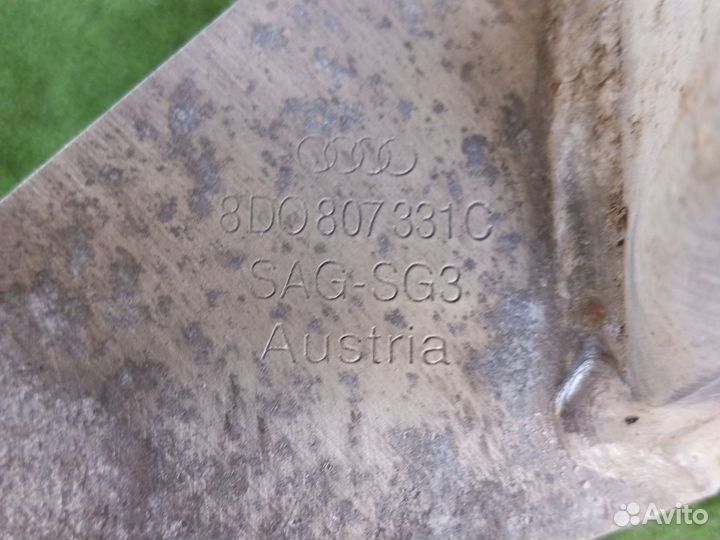 8D0 807 331 C
SAG-SG3
Austria
Avito